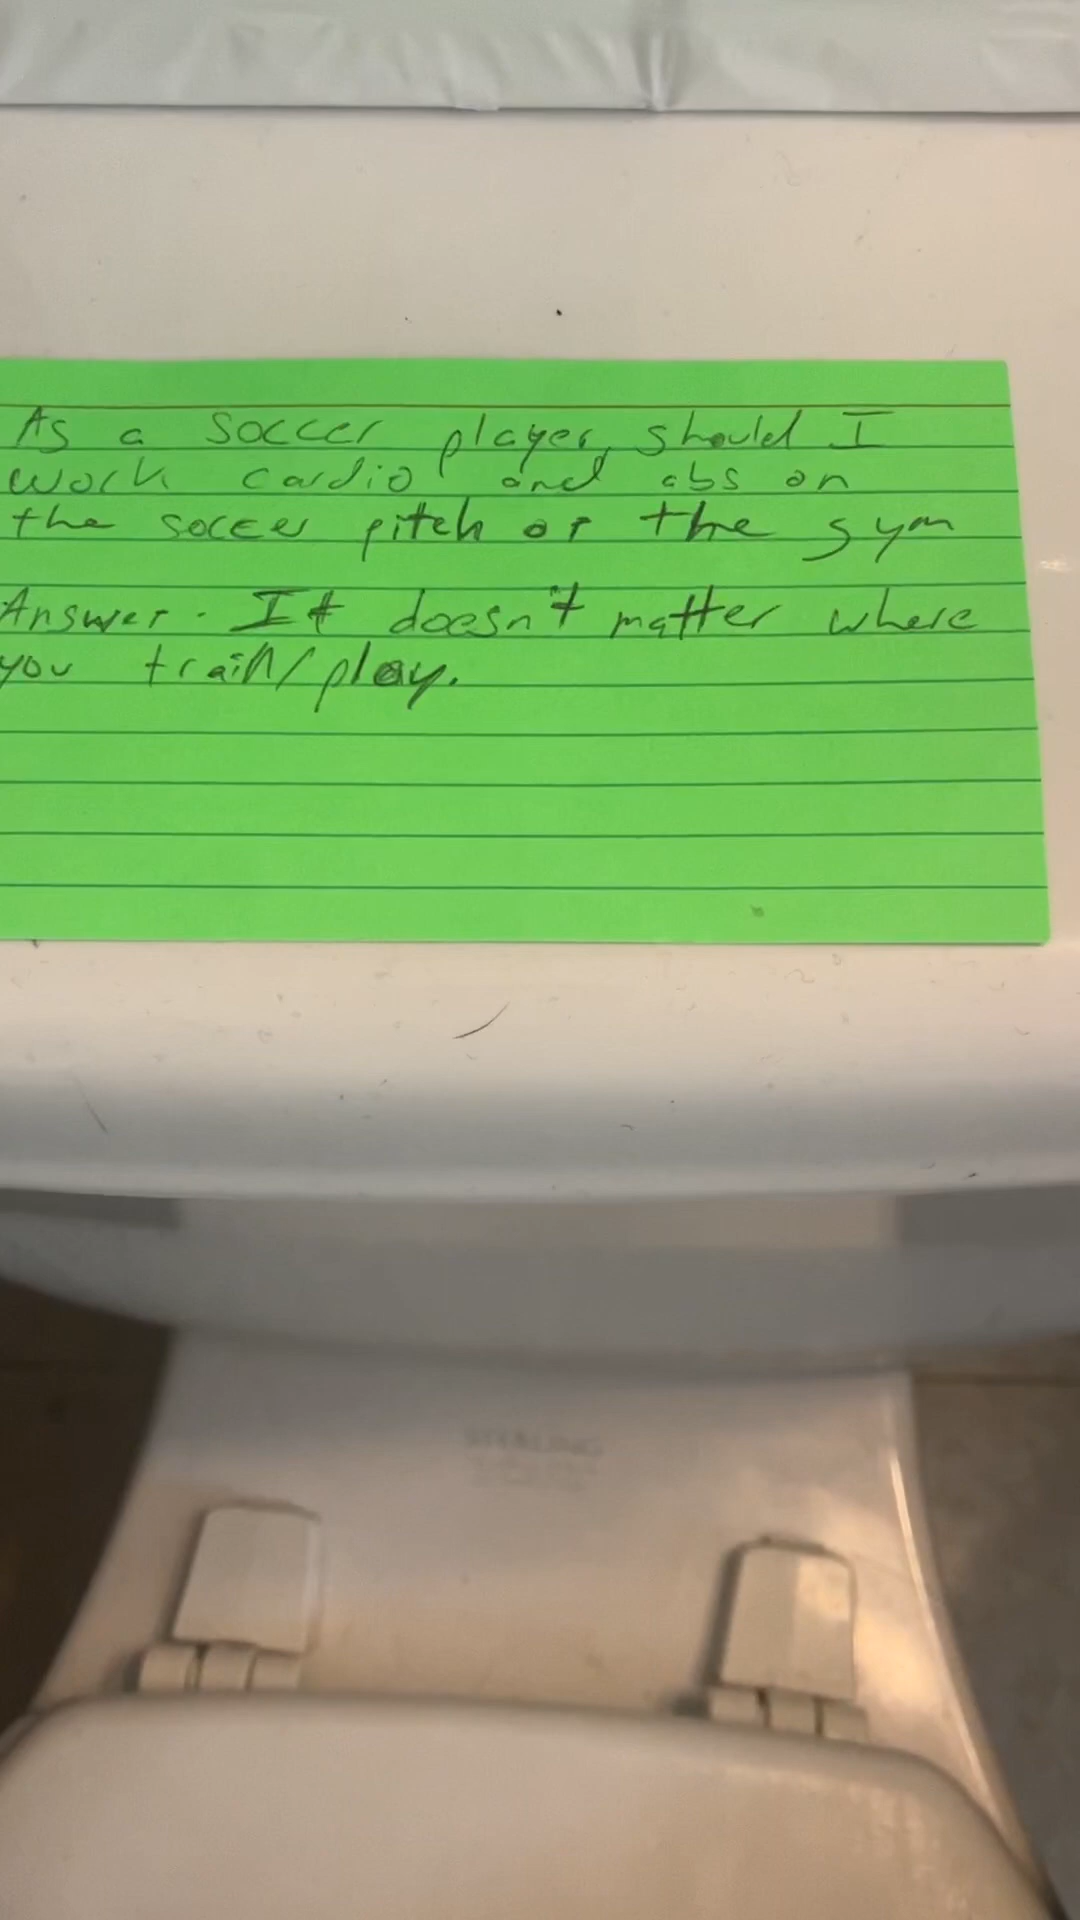 As a soccer player, should I
work cardio and abs on
the soccer pitch or the gym
Answer. It doesn't matter where
you train/play.
STERLING